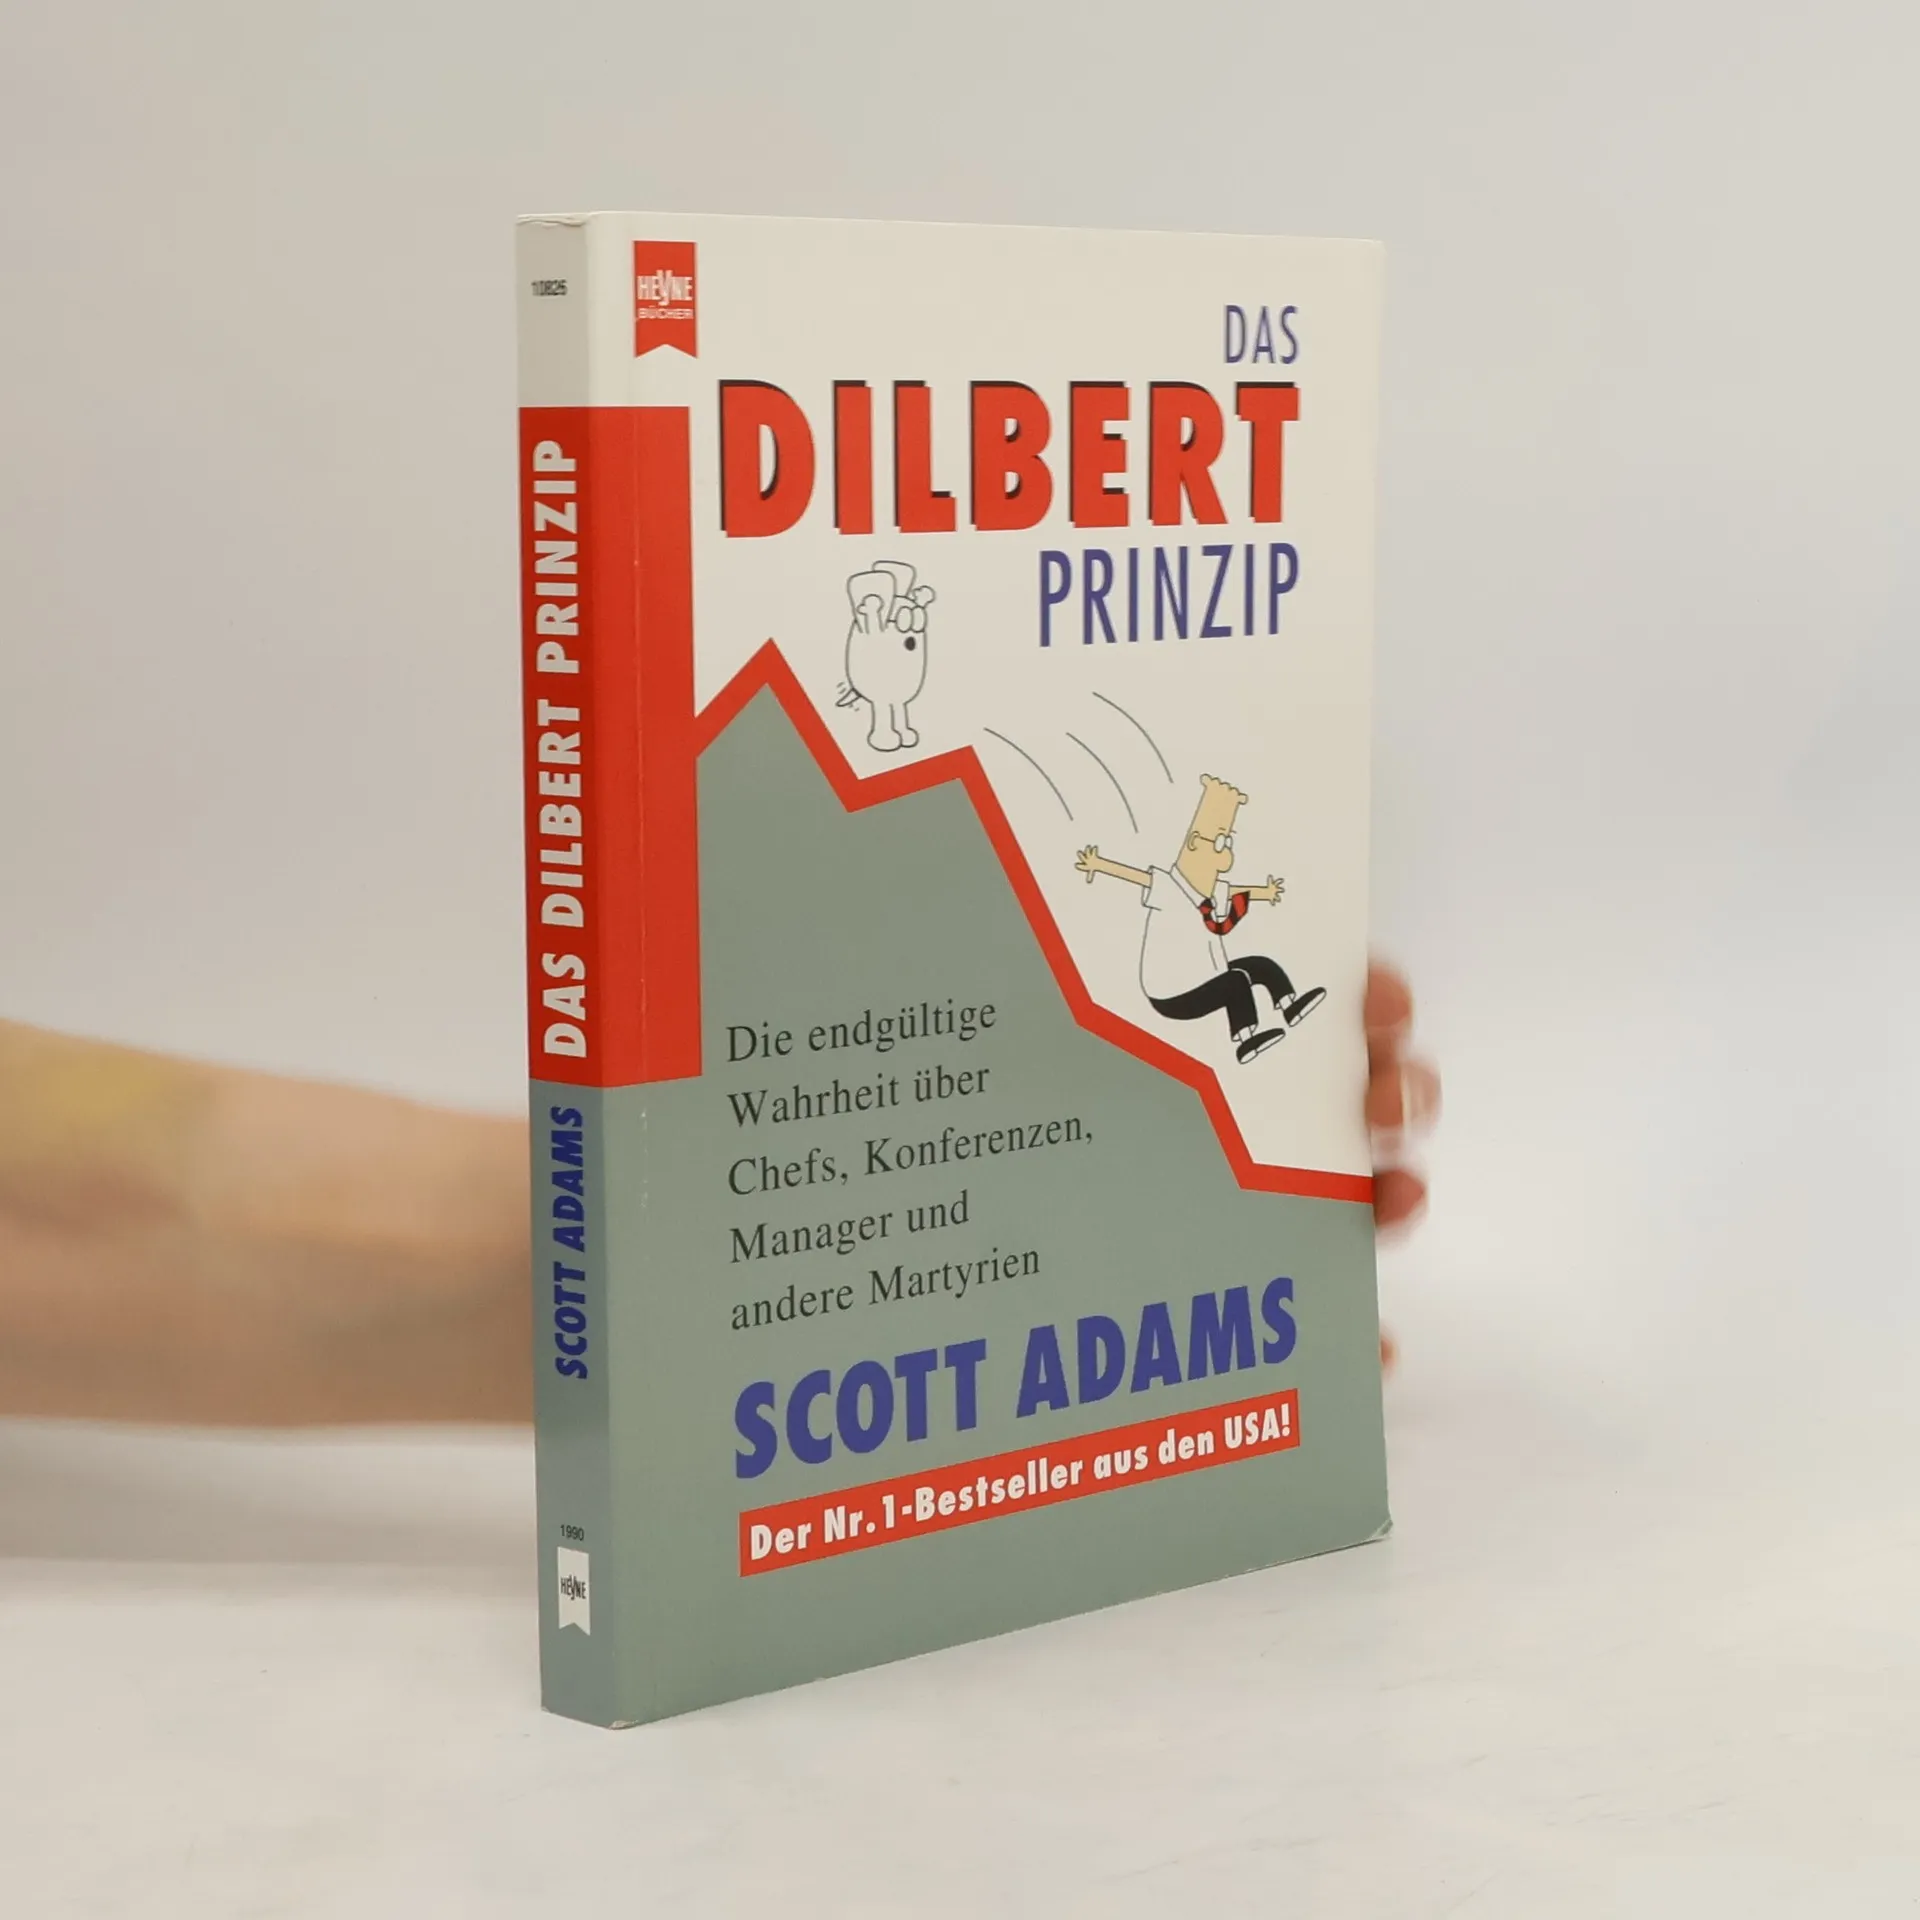 10825
DAS DILBERT PRINZIP
SCOTT ADAMS
1990
HEYNE
HEYNE
BÜCHER
DAS
DILBERT
PRINZIP
Die endgültige
Wahrheit über
Chefs, Konferenzen,
Manager und
andere Martyrien
SCOTT ADAMS
Der Nr.1-Bestseller aus den USA!